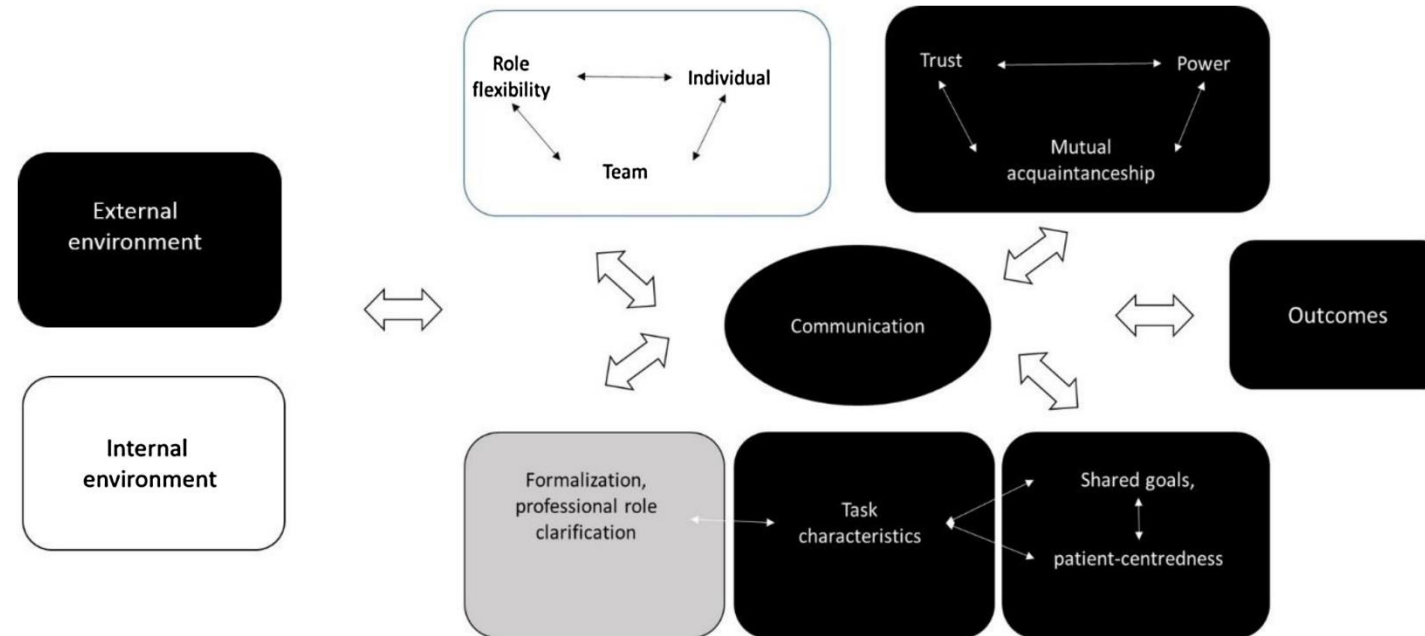 Role
flexibility
Individual
Team
Trust
Power
Mutual
acquaintanceship
External
environment
Communication
Outcomes
Internal
environment
Formalization,
professional role
clarification
Task
characteristics
Shared goals,
patient-centredness